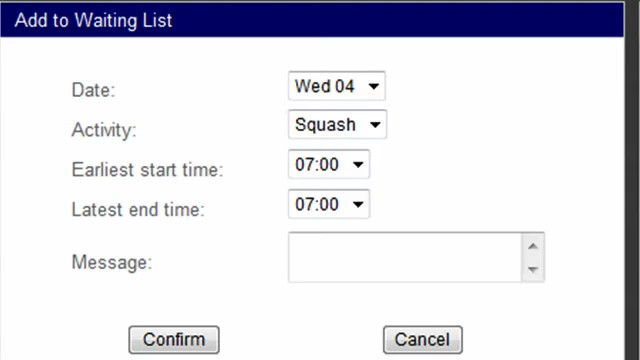 Add to Waiting List
Date: Wed 04
Activity: Squash
Earliest start time: 07:00
Latest end time: 07:00
Message:
Confirm Cancel